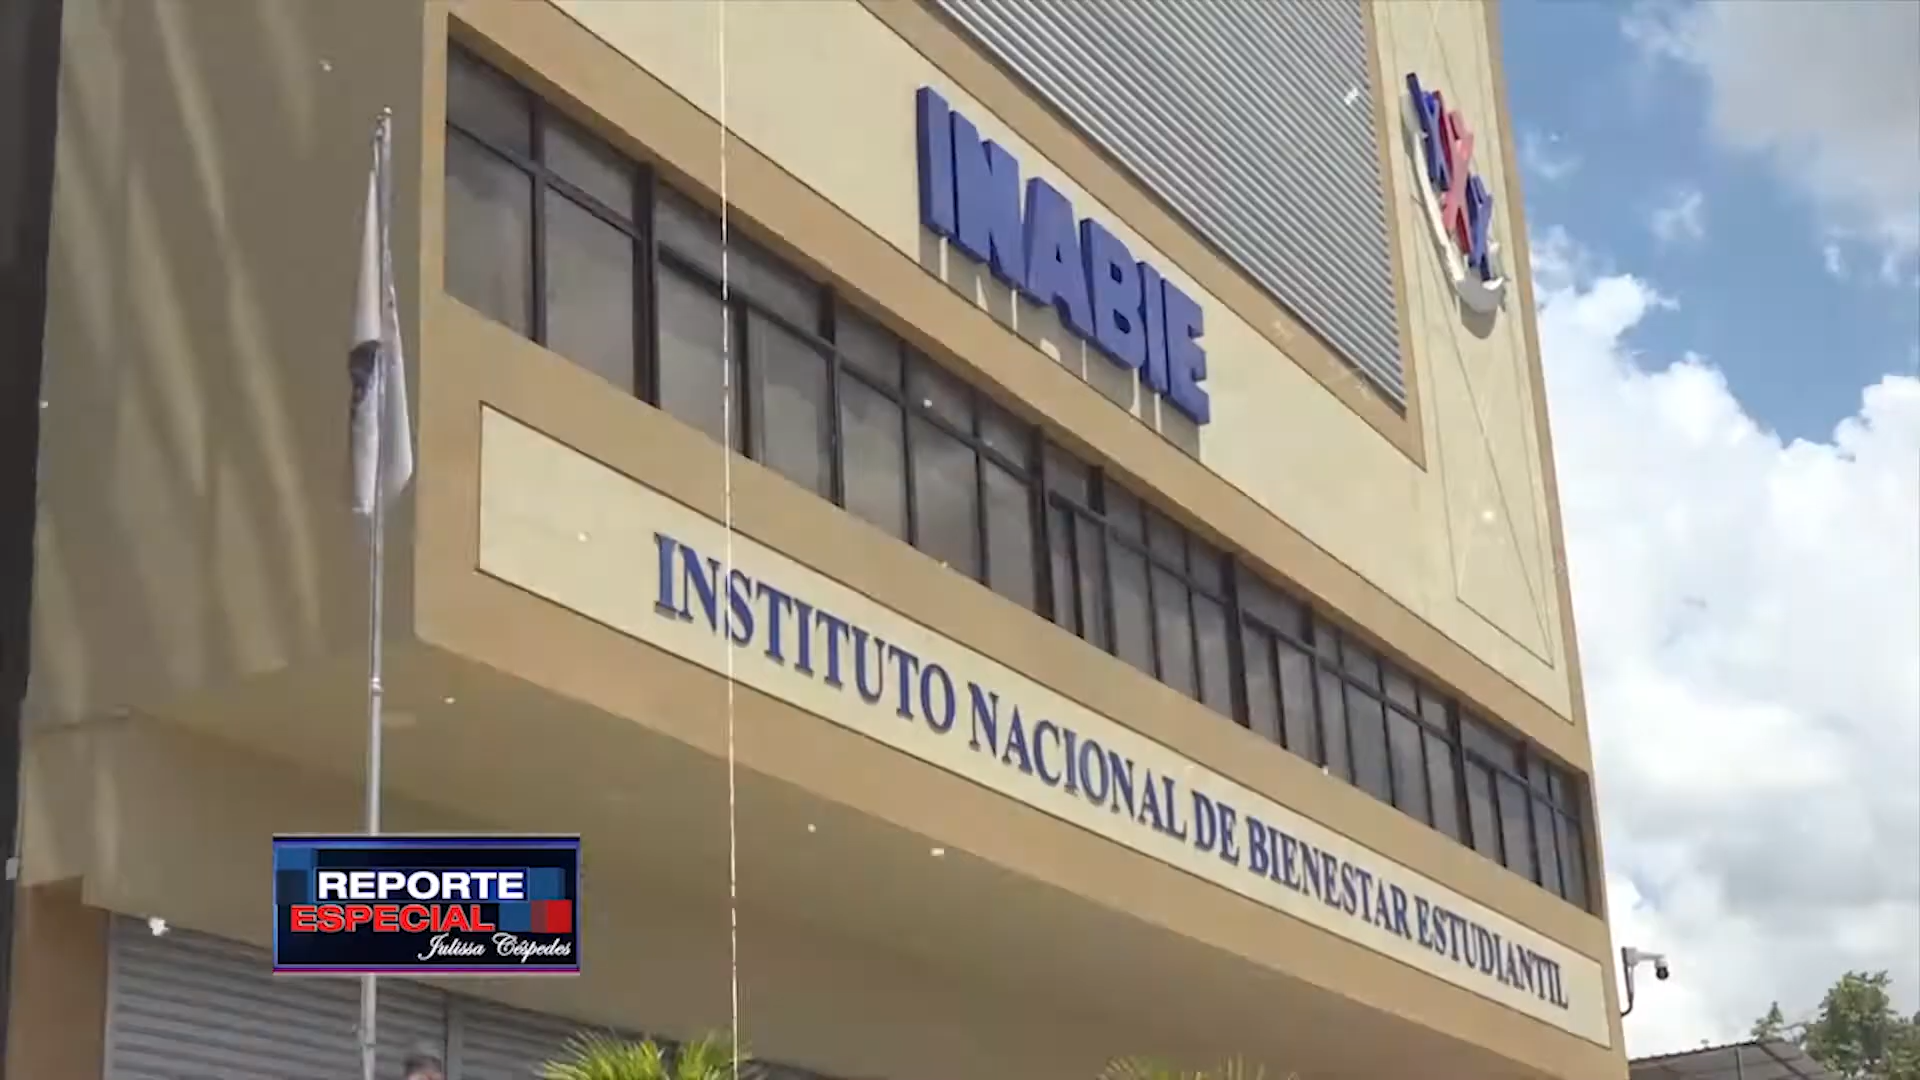 INABIE
INSTITUTO NACIONAL DE BIENESTAR ESTUDIANTIL
REPORTE
ESPECIAL
Julissa Céspedes